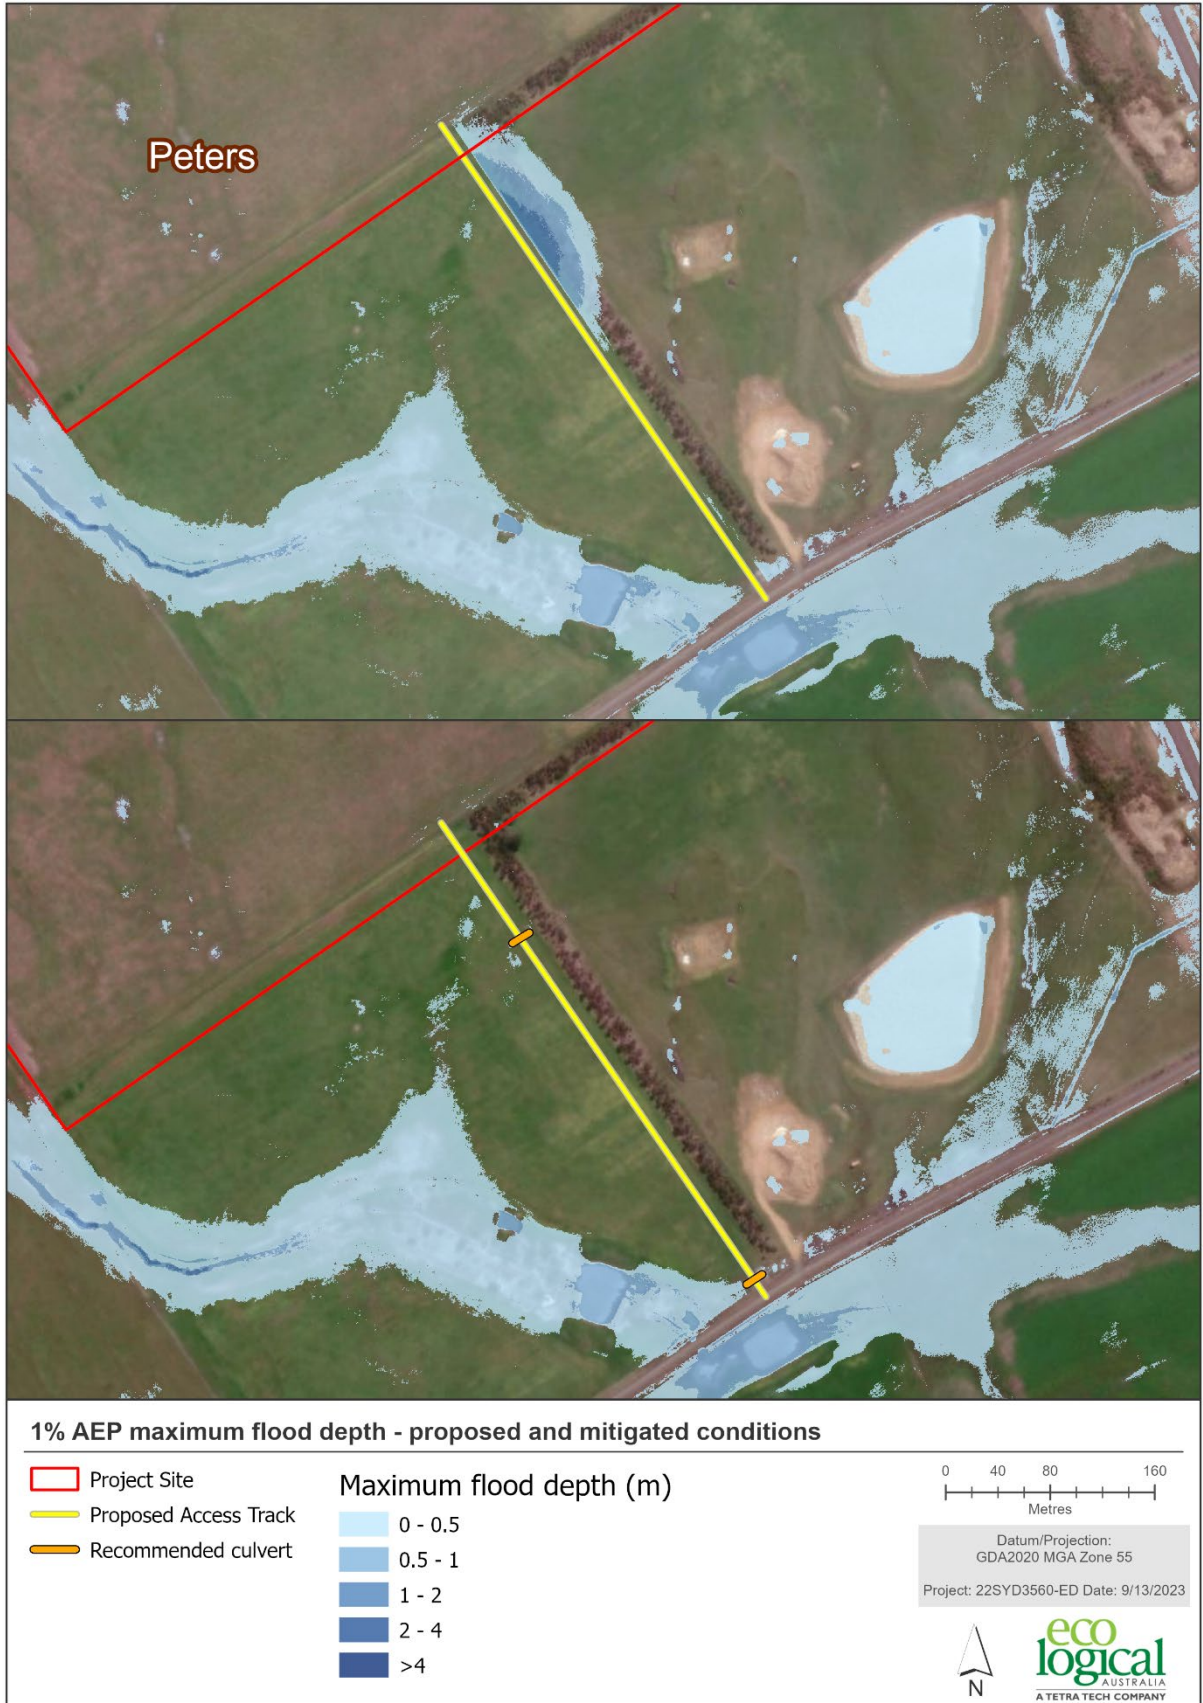 Peters
1% AEP maximum flood depth - proposed and mitigated conditions
Project Site
Proposed Access Track
Recommended culvert
Maximum flood depth (m)
0 - 0.5
0.5 - 1
1 - 2
2 - 4
>4
0 40 80 160
Metres
Datum/Projection:
GDA2020 MGA Zone 55
Project: 22SYD3560-ED Date: 9/13/2023
N
eco
logical
AUSTRALIA
A TETRA TECH COMPANY